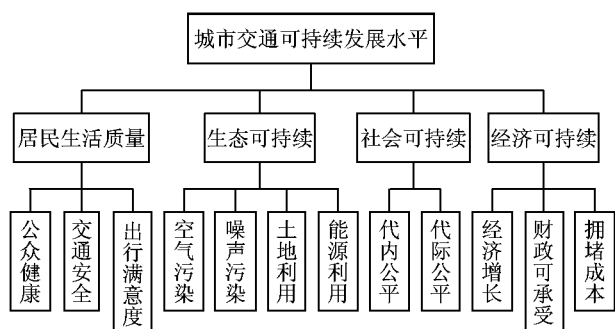 城市交通可持续发展水平
居民生活质量
生态可持续
社会可持续
经济可持续
公众健康
交通安全
出行满意度
空气污染
噪声污染
土地利用
能源利用
代内公平
代际公平
经济增长
财政可承受
拥堵成本